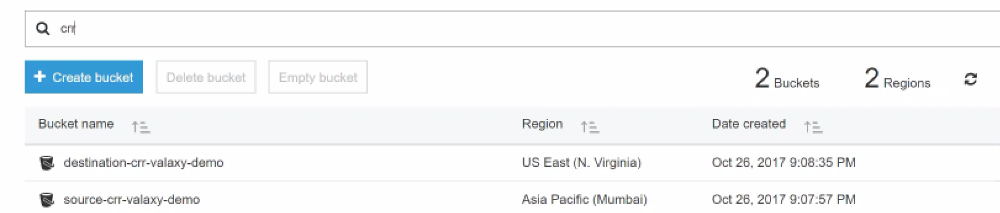 crr
+ Create bucket Delete bucket Empty bucket 2 Buckets 2 Regions
Bucket name Region Date created
destination-crr-valaxy-demo US East (N. Virginia) Oct 26, 2017 9:08:35 PM
source-crr-valaxy-demo Asia Pacific (Mumbai) Oct 26, 2017 9:07:57 PM